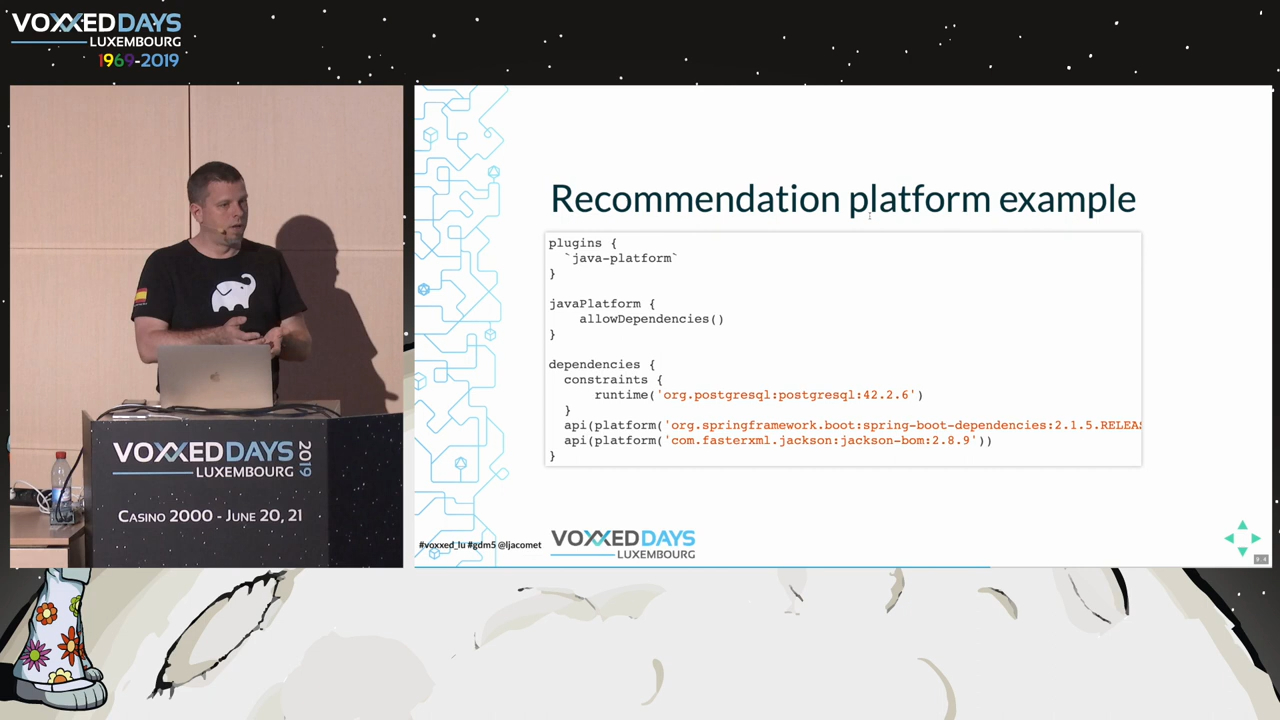 VOXXED DAYS
LUXEMBOURG
1969-2019
Recommendation platform example
plugins {
`java-platform`
}
javaPlatform {
allowDependencies()
}
dependencies {
constraints {
runtime('org.postgresql:postgresql:42.2.6')
}
api(platform('org.springframework.boot:spring-boot-dependencies:2.1.5.RELEAS
api(platform('com.fasterxml.jackson:jackson-bom:2.8.9'))
}
#voxxed_lu #gdm5 @ljacomet
VOXXED DAYS
LUXEMBOURG
VOXXED DAYS
LUXEMBOURG
2019
CASINO 2000 - JUNE 20, 21